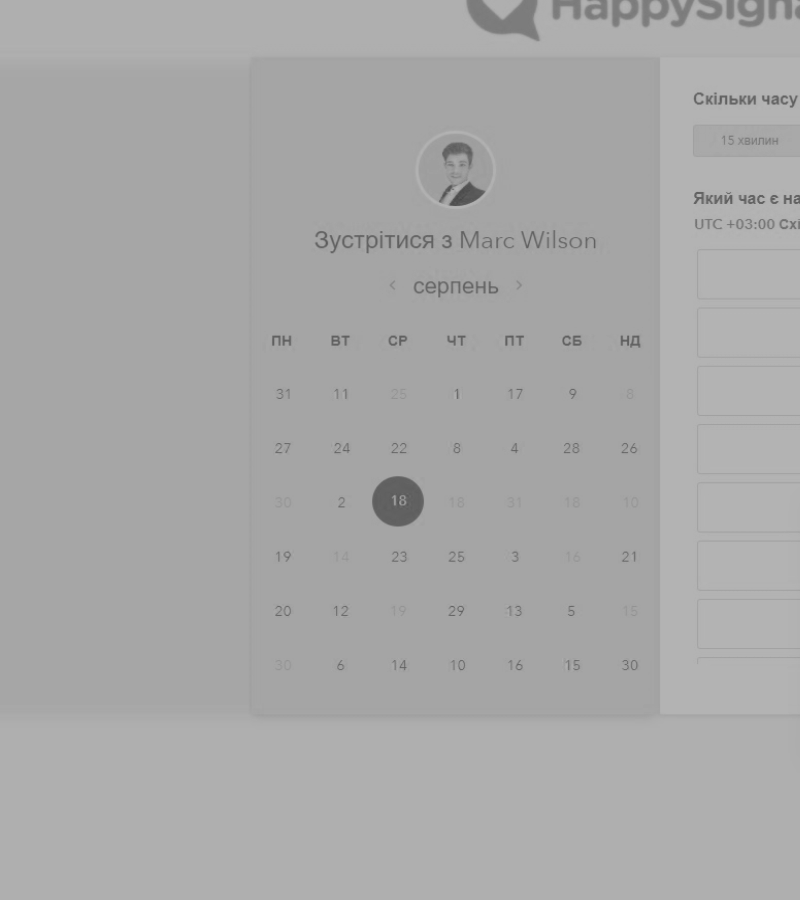 HappySigna
Скільки часу
15 хвилин
Зустрітися з Marc Wilson
Який час є на
UTC +03:00 Схі
‹ серпень ›
ПН ВТ СР ЧТ ПТ СБ НД
31 11 25 1 17 9 8
27 24 22 8 4 28 26
30 2 18 18 31 18 10
19 14 23 25 3 16 21
20 12 19 29 13 5 15
30 6 14 10 16 15 30